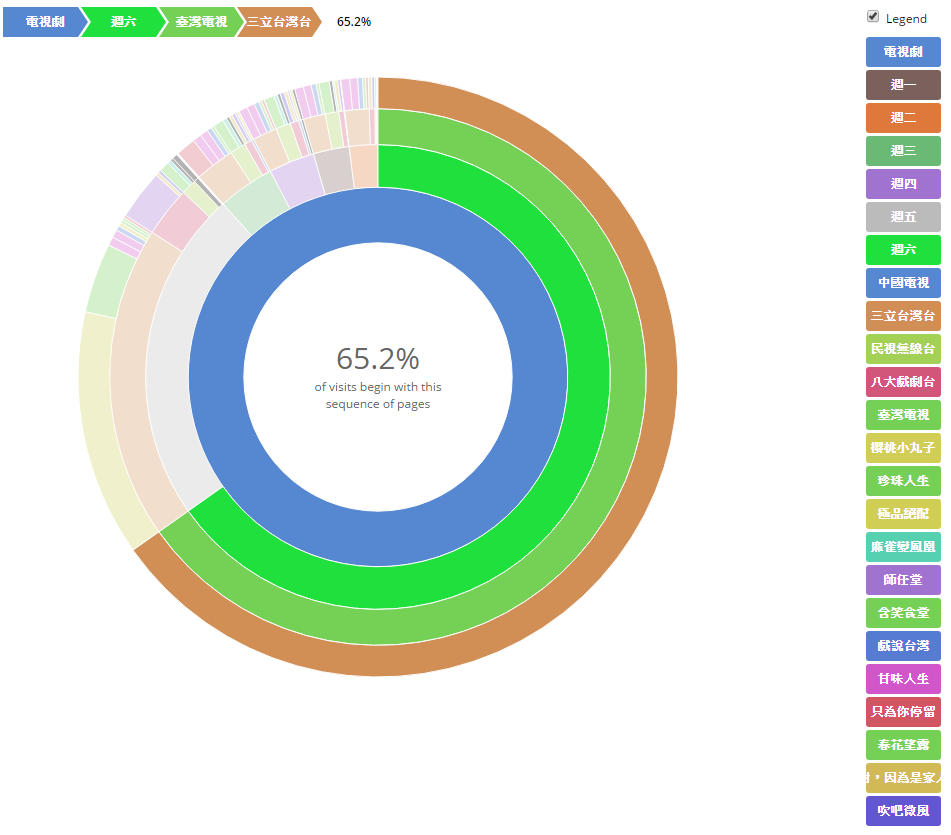 電視劇
週六
臺灣電視
三立台灣台
65.2%
65.2%
of visits begin with this
sequence of pages
Legend
電視劇
週一
週二
週三
週四
週五
週六
中國電視
三立台灣台
民視無線台
八大戲劇台
臺灣電視
櫻桃小丸子
珍珠人生
極品絕配
麻雀變鳳凰
師任堂
含笑食堂
戲說台灣
甘味人生
只為你停留
春花望露
，因為是家
吹吧微風